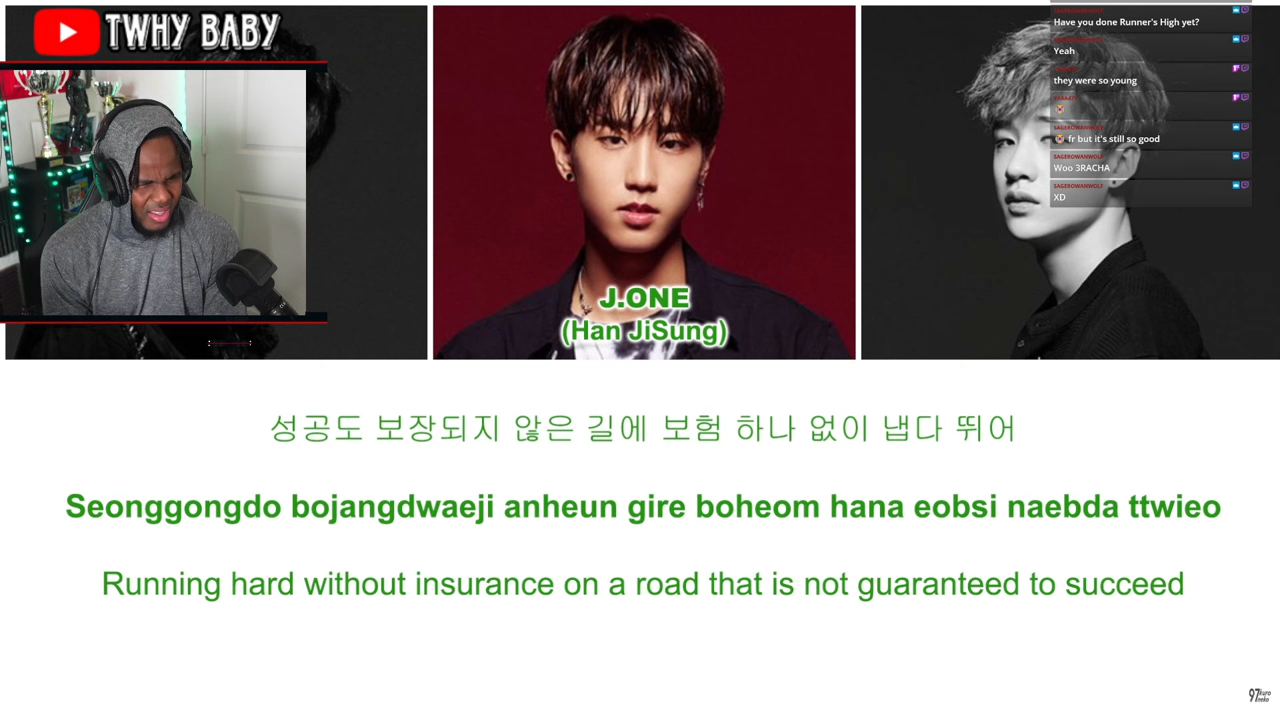 TWHY BABY
Have you done Runner's High yet?
Yeah
they were so young
SAGEROWANWOLF
fr but it's still so good
SAGEROWANWOLF
Woo 3RACHA
SAGEROWANWOLF
XD
J.ONE
(Han JiSung)
성공도 보장되지 않은 길에 보험 하나 없이 냅다 뛰어
Seonggongdo bojangdwaeji anheun gire boheom hana eobsi naebda ttwieo
Running hard without insurance on a road that is not guaranteed to succeed
97